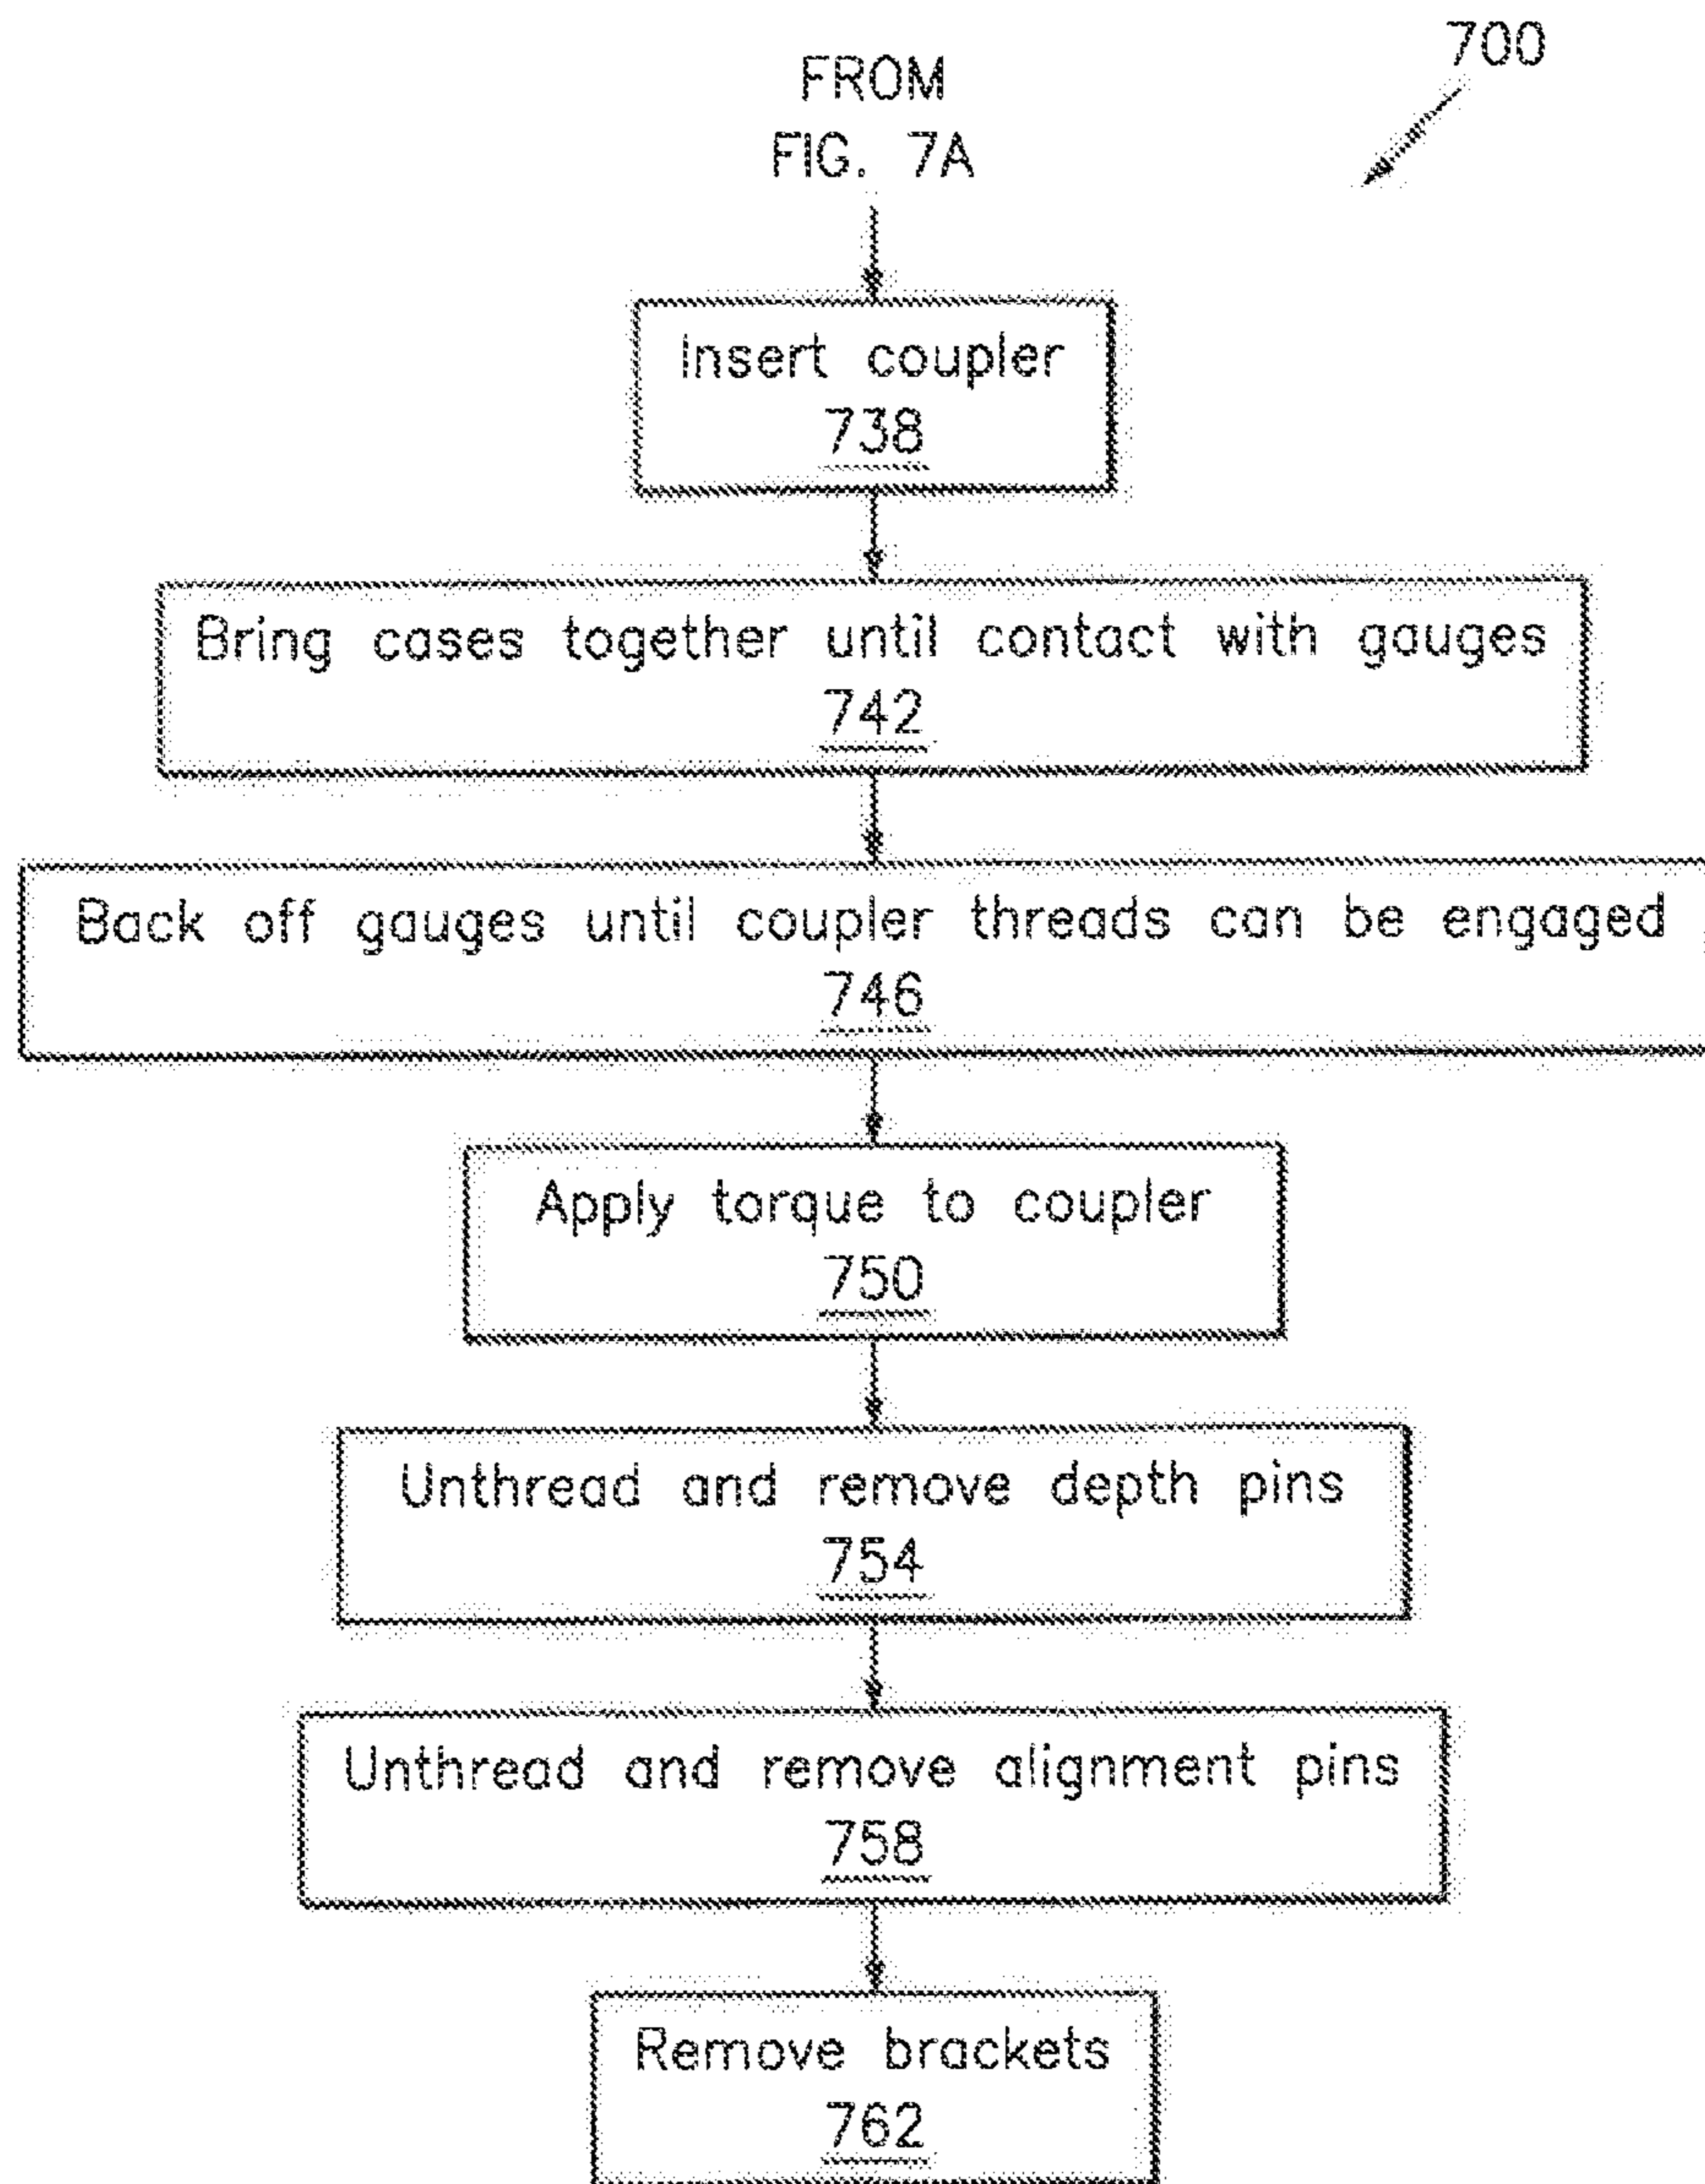 700
FROM
FIG. 7A
Insert coupler
738
Bring cases together until contact with gauges
742
Back off gauges until coupler threads can be engaged
746
Apply torque to coupler
750
Unthread and remove depth pins
754
Unthread and remove alignment pins
758
Remove brackets
762